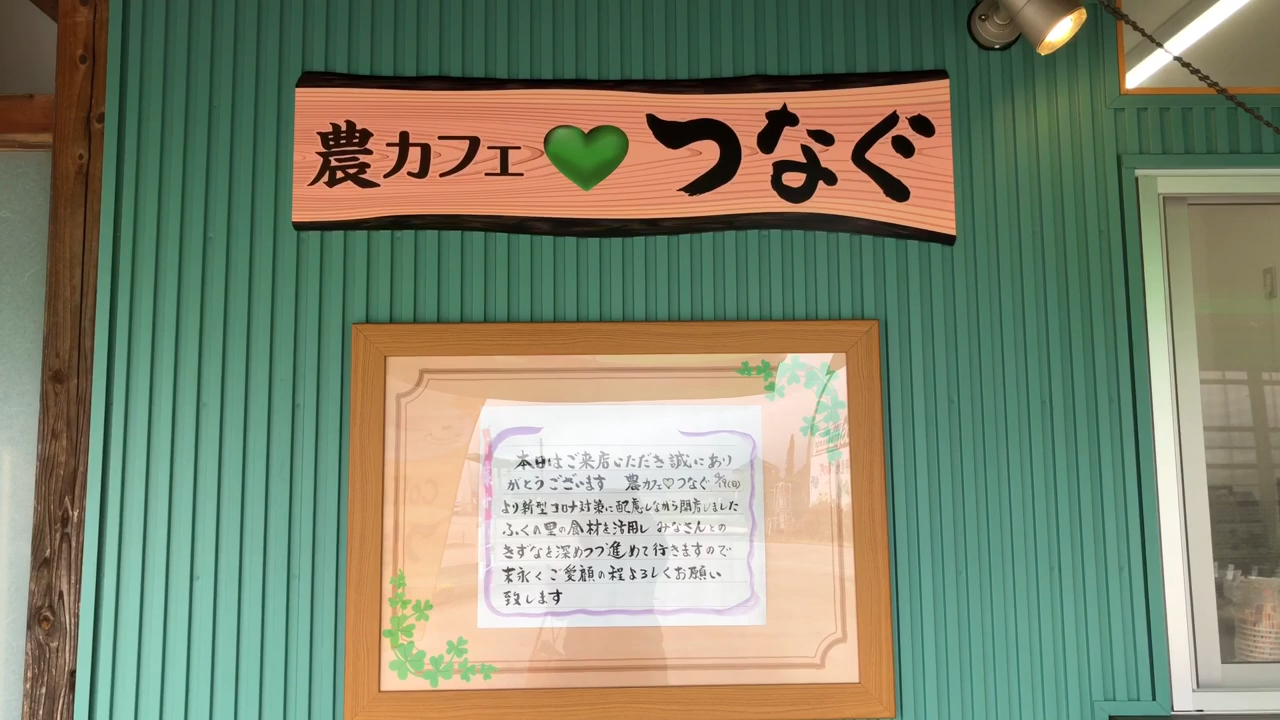 農カフェ💚つなぐ
本日はご来店いただき誠にあり
がとうございます 農カフェ♡つなぐ 9/19(日)
より新型コロナ対策に配慮しながら開店しました
ふくの里の食材を活用し みなさんとの
きずなを深めつつ進めて行きますので
末永くご愛顧の程よろしくお願い
致します